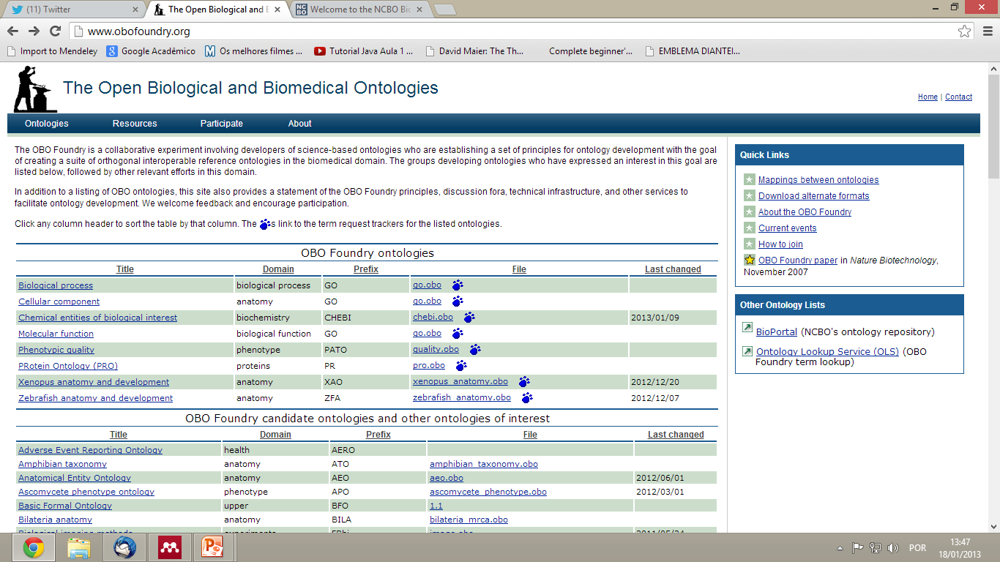 (11) Twitter
The Open Biological and B
Welcome to the NCBO Bio
www.obofoundry.org
Import to Mendeley
Google Acadêmico
Os melhores filmes ...
Tutorial Java Aula 1 ...
David Maier: The Th...
Complete beginner'...
EMBLEMA DIANTEI...
The Open Biological and Biomedical Ontologies
Home | Contact
Ontologies Resources Participate About
The OBO Foundry is a collaborative experiment involving developers of science-based ontologies who are establishing a set of principles for ontology development with the goal
of creating a suite of orthogonal interoperable reference ontologies in the biomedical domain. The groups developing ontologies who have expressed an interest in this goal are
listed below, followed by other relevant efforts in this domain.
In addition to a listing of OBO ontologies, this site also provides a statement of the OBO Foundry principles, discussion fora, technical infrastructure, and other services to
facilitate ontology development. We welcome feedback and encourage participation.
Click any column header to sort the table by that column. The s link to the term request trackers for the listed ontologies.
OBO Foundry ontologies
Title Domain Prefix File Last changed
Biological process biological process GO go.obo
Cellular component anatomy GO go.obo
Chemical entities of biological interest biochemistry CHEBI chebi.obo 2013/01/09
Molecular function biological function GO go.obo
Phenotypic quality phenotype PATO quality.obo
PRotein Ontology (PRO) proteins PR pro.obo
Xenopus anatomy and development anatomy XAO xenopus_anatomy.obo 2012/12/20
Zebrafish anatomy and development anatomy ZFA zebrafish_anatomy.obo 2012/12/07
OBO Foundry candidate ontologies and other ontologies of interest
Title Domain Prefix File Last changed
Adverse Event Reporting Ontology health AERO
Amphibian taxonomy anatomy ATO amphibian_taxonomy.obo
Anatomical Entity Ontology anatomy AEO aeo.obo 2012/06/01
Ascomycete phenotype ontology phenotype APO ascomycete_phenotype.obo 2012/03/01
Basic Formal Ontology upper BFO 1.1
Bilateria anatomy anatomy BILA bilateria_mrca.obo
Biological imaging methods experiments FBbi image.obo 2011/05/24
Quick Links
Mappings between ontologies
Download alternate formats
About the OBO Foundry
Current events
How to join
OBO Foundry paper in Nature Biotechnology,
November 2007
Other Ontology Lists
BioPortal (NCBO's ontology repository)
Ontology Lookup Service (OLS) (OBO
Foundry term lookup)
POR
13:47
18/01/2013